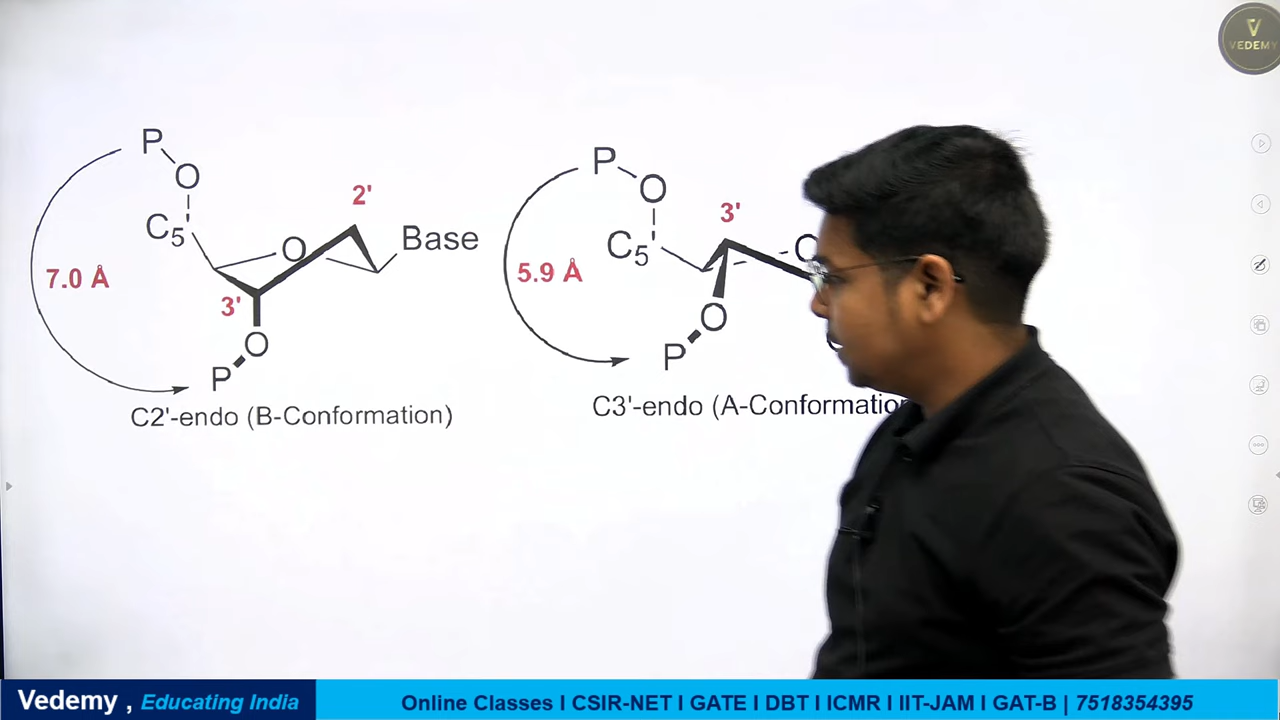 V
VEDEMY
P
O
2'
C5'
O
Base
7.0 Å
3'
O
P
C2'-endo (B-Conformation)
P
O
3'
C5'
O
5.9 Å
O
P
C3'-endo (A-Conformatio
Vedemy , Educating India
Online Classes I CSIR-NET I GATE I DBT I ICMR I IIT-JAM I GAT-B | 7518354395